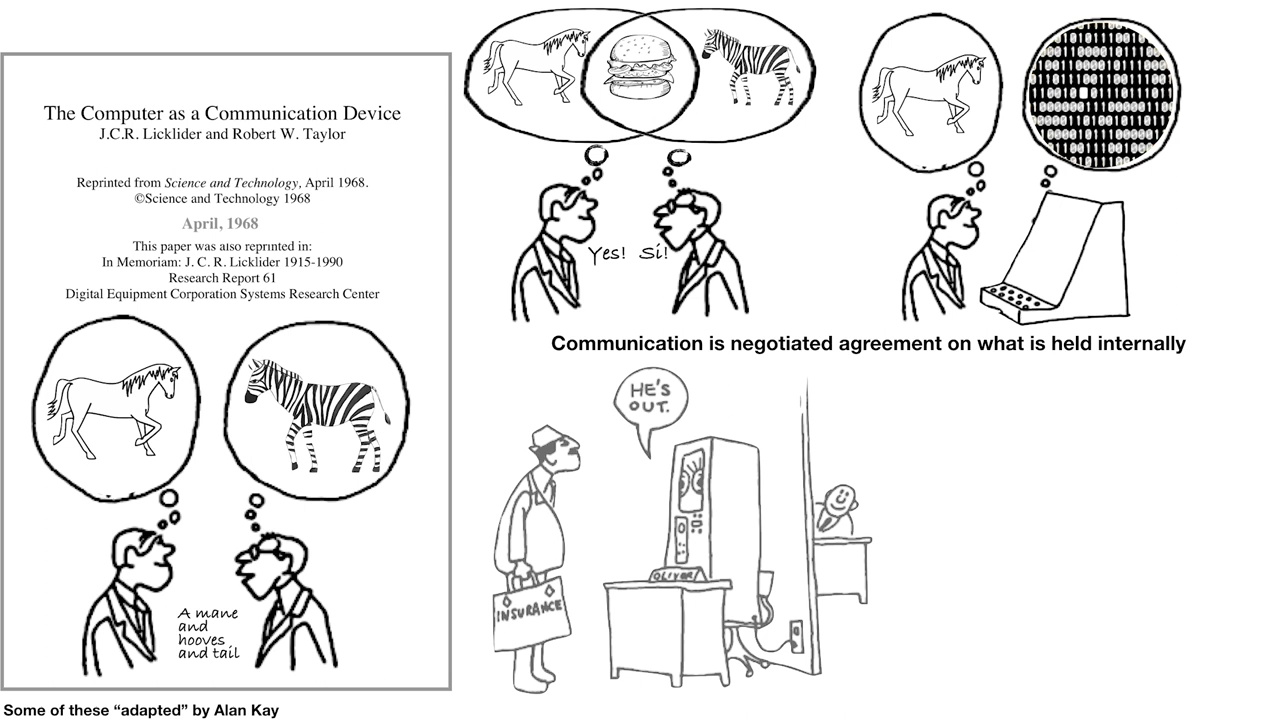 The Computer as a Communication Device
J.C.R. Licklider and Robert W. Taylor
Reprinted from Science and Technology, April 1968.
©Science and Technology 1968
April, 1968
This paper was also reprinted in:
In Memoriam: J. C. R. Licklider 1915-1990
Research Report 61
Digital Equipment Corporation Systems Research Center
A mane
and
hooves
and tail
Some of these “adapted” by Alan Kay
Yes! Sí!
Communication is negotiated agreement on what is held internally
HE'S
OUT.
OLIVER
INSURANCE